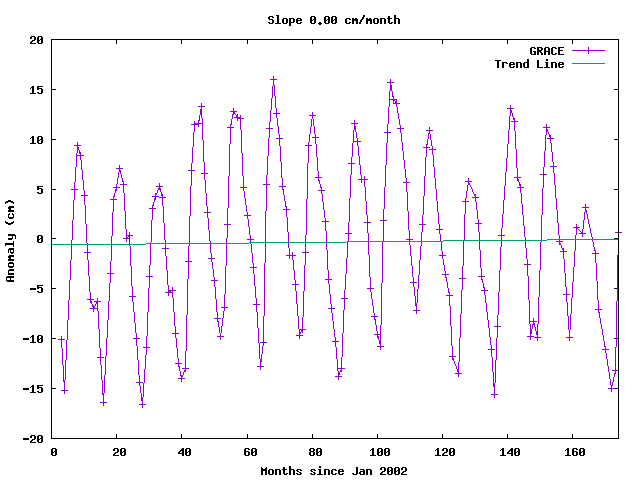 Slope 0.00 cm/month
GRACE
Trend Line
20
15
10
5
0
-5
-10
-15
-20
Anomaly (cm)
0 20 40 60 80 100 120 140 160
Months since Jan 2002